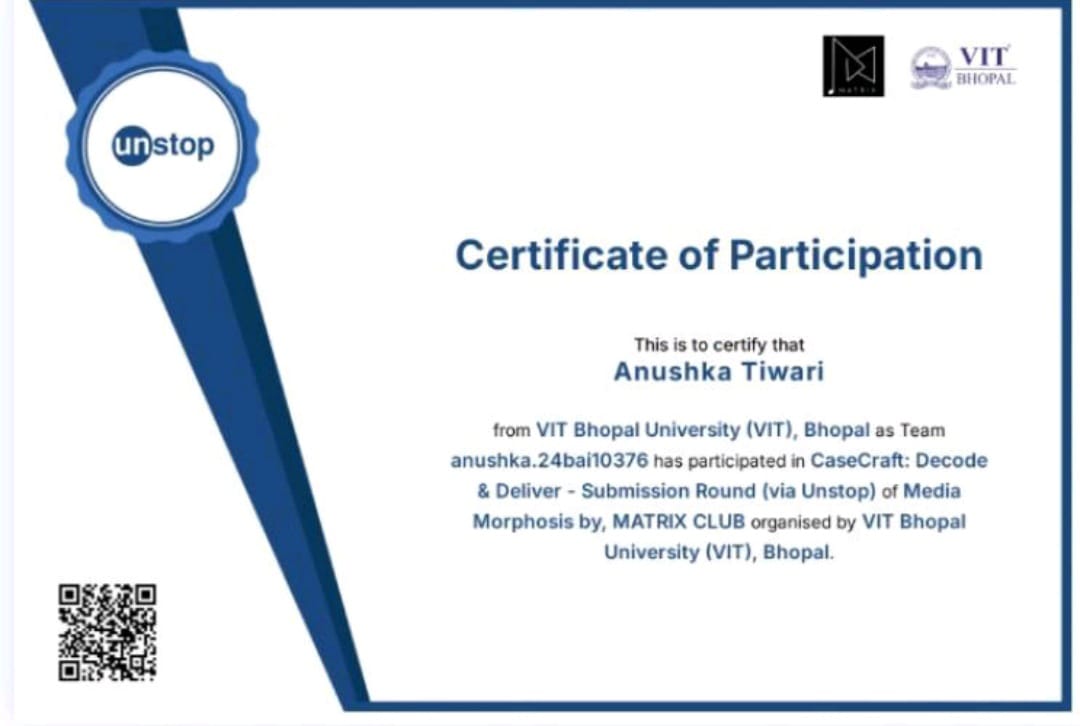 unstop
MATRIX
VIT
BHOPAL
Certificate of Participation
This is to certify that
Anushka Tiwari
from VIT Bhopal University (VIT), Bhopal as Team
anushka.24bai10376 has participated in CaseCraft: Decode
& Deliver - Submission Round (via Unstop) of Media
Morphosis by, MATRIX CLUB organised by VIT Bhopal
University (VIT), Bhopal.